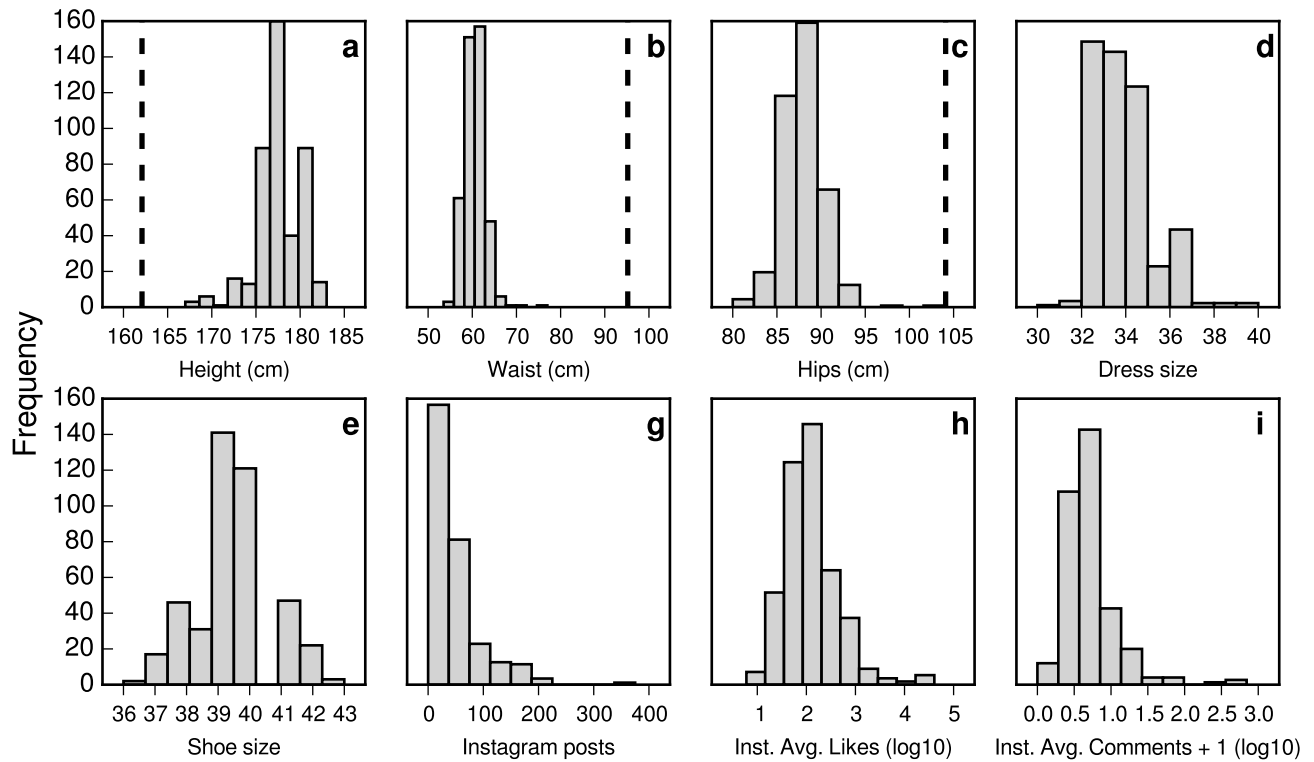 160
140
120
100
80
60
40
20
0
a
160 165 170 175 180 185
Height (cm)
b
50 60 70 80 90 100
Waist (cm)
c
80 85 90 95 100 105
Hips (cm)
d
30 32 34 36 38 40
Dress size
Frequency
160
140
120
100
80
60
40
20
0
e
36 37 38 39 40 41 42 43
Shoe size
g
0 100 200 300 400
Instagram posts
h
1 2 3 4 5
Inst. Avg. Likes (log10)
i
0.0 0.5 1.0 1.5 2.0 2.5 3.0
Inst. Avg. Comments + 1 (log10)